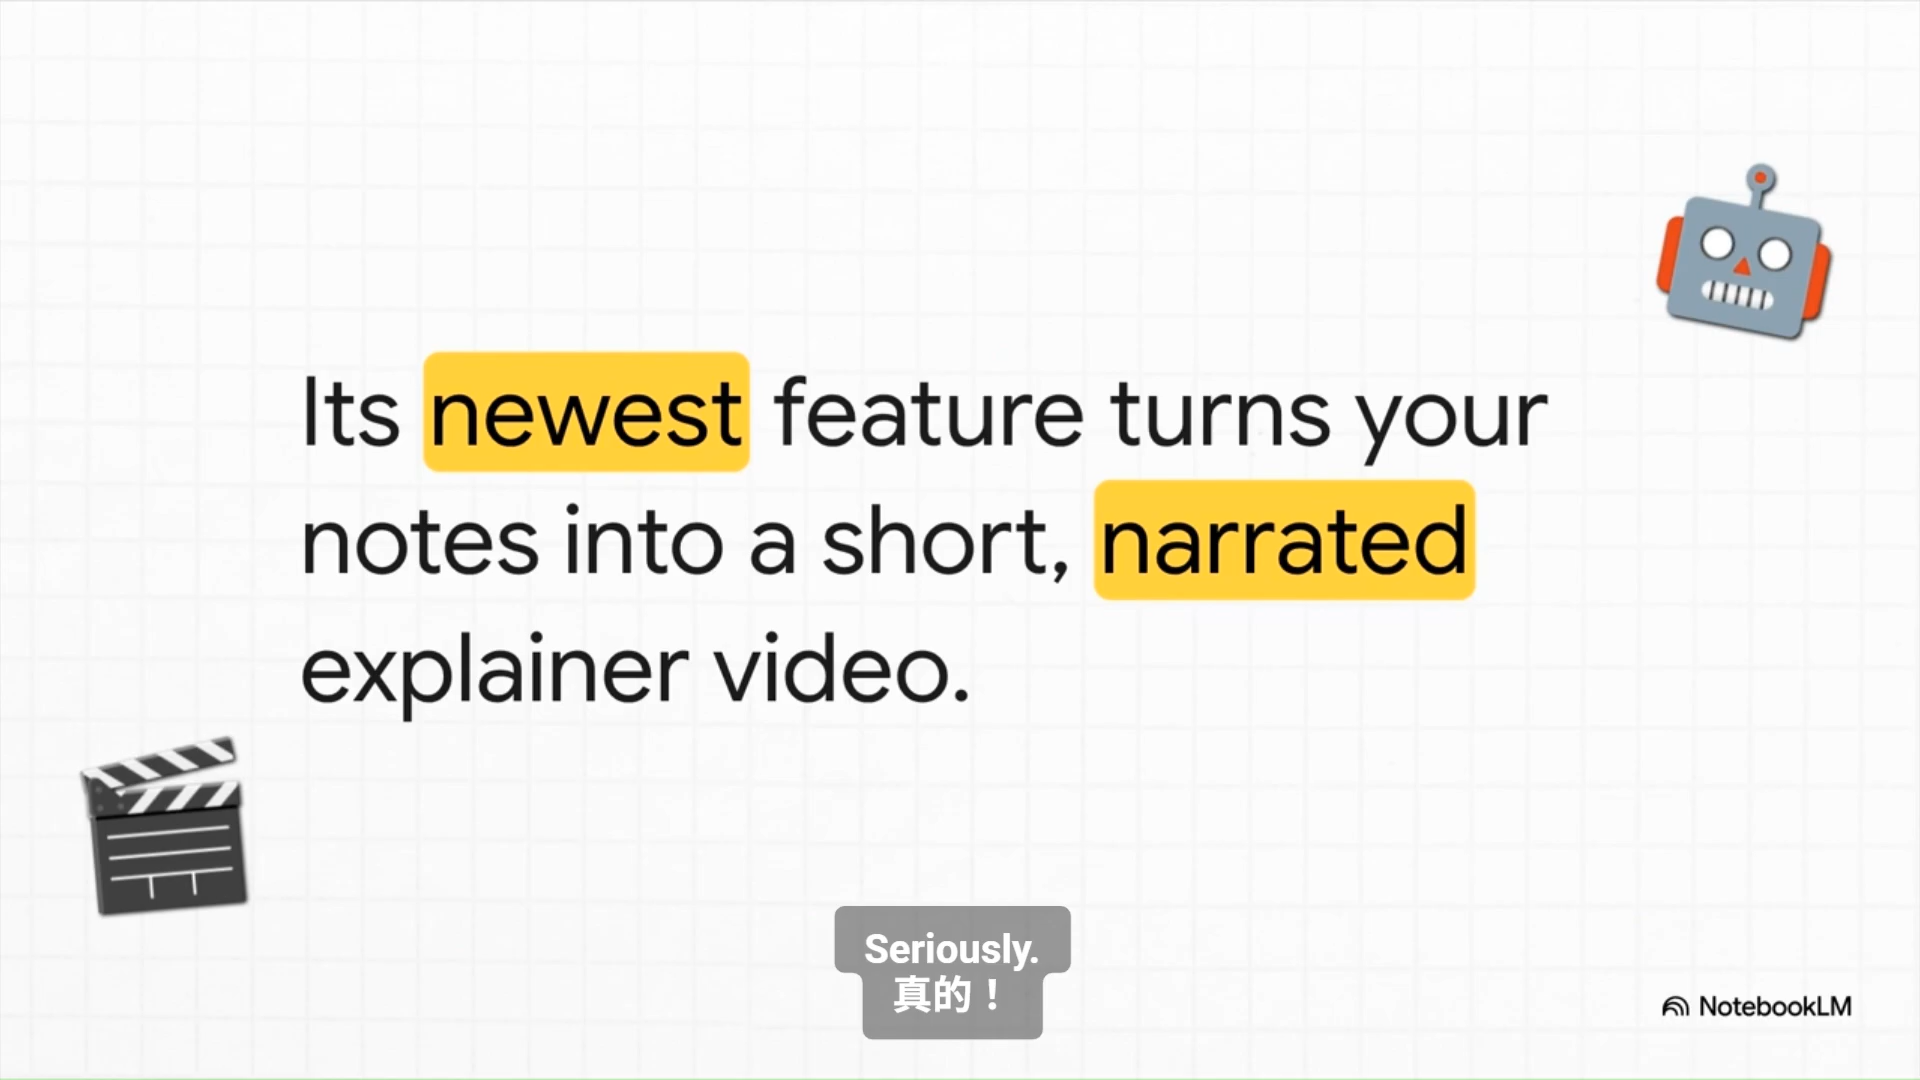 Its newest feature turns your
notes into a short, narrated
explainer video.
Seriously.
真的！
NotebookLM